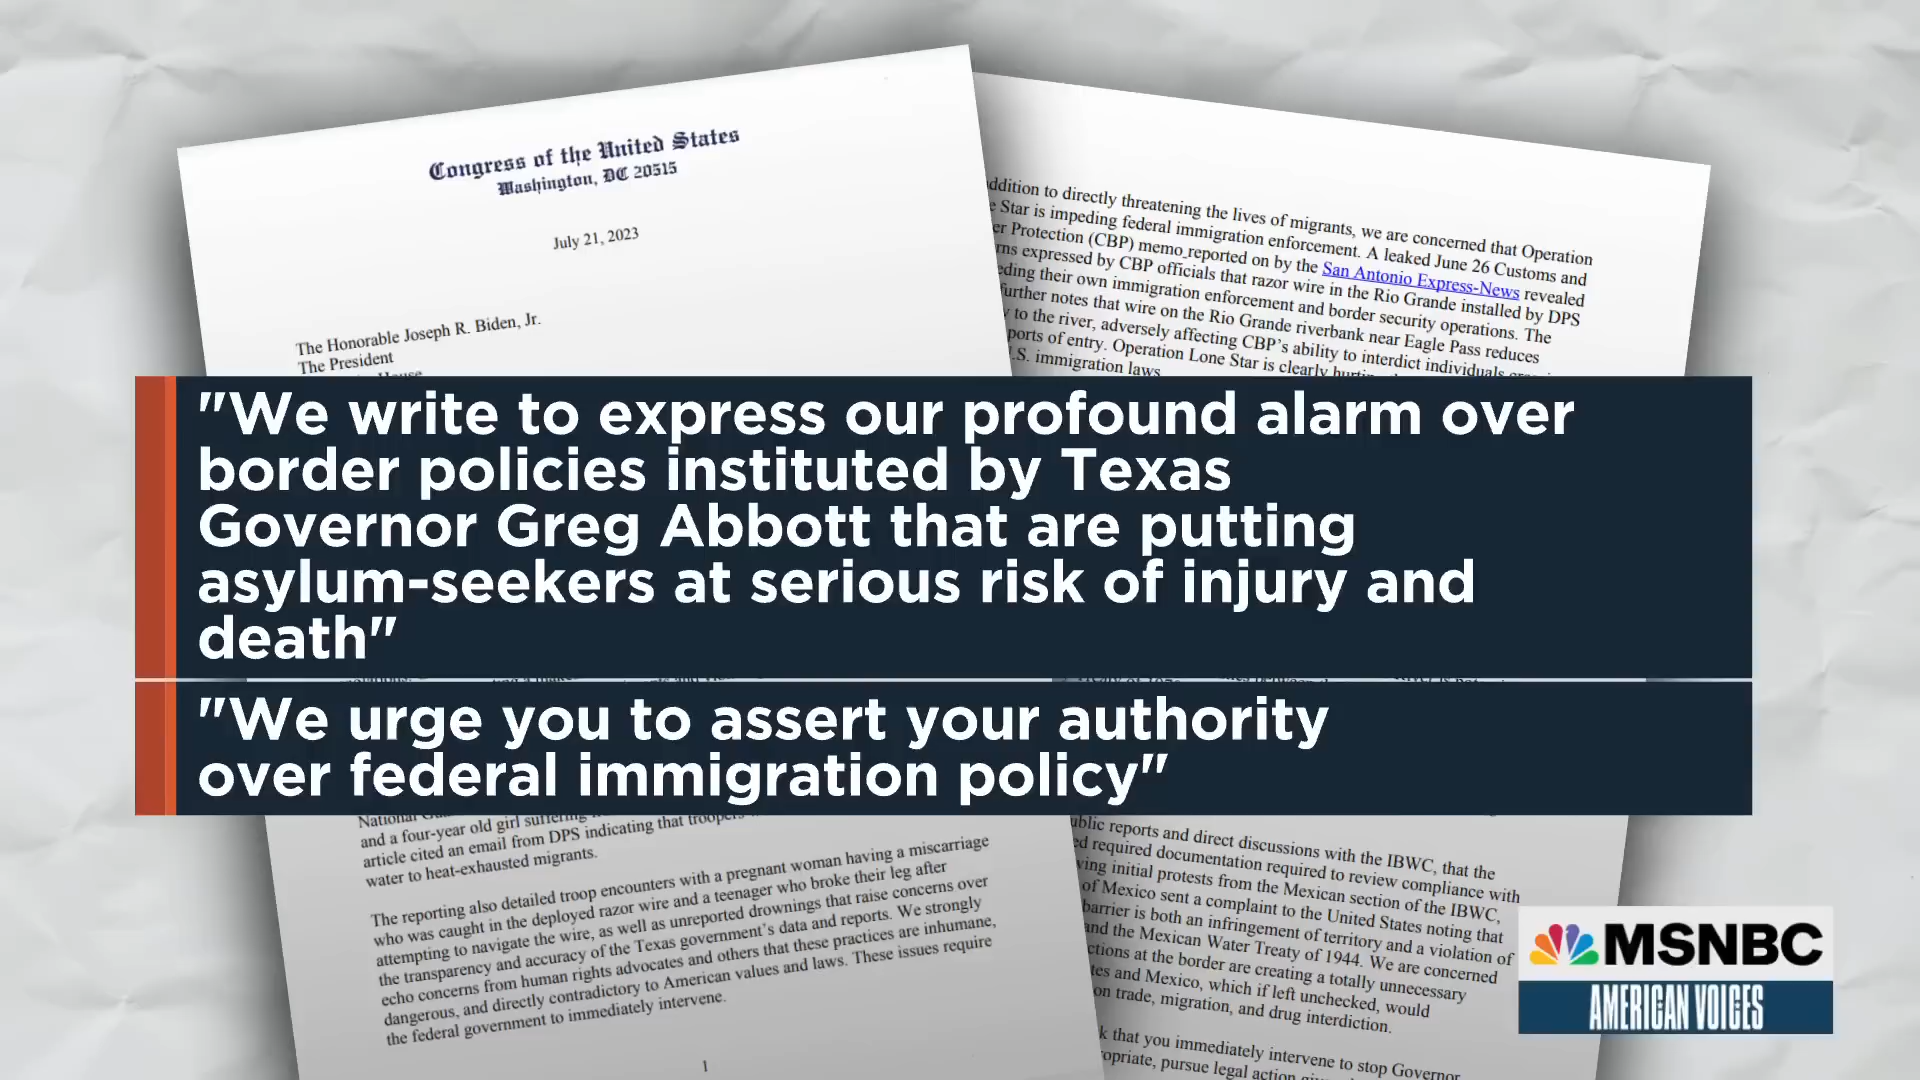 Congress of the United States
Washington, DC 20515
July 21, 2023
The Honorable Joseph R. Biden, Jr.
The President
House
ddition to directly threatening the lives of migrants, we are concerned that Operation
e Star is impeding federal immigration enforcement. A leaked June 26 Customs and
er Protection (CBP) memo reported on by the San Antonio Express-News revealed
rns expressed by CBP officials that razor wire in the Rio Grande installed by DPS
eding their own immigration enforcement and border security operations. The
further notes that wire on the Rio Grande riverbank near Eagle Pass reduces
y to the river, adversely affecting CBP's ability to interdict individuals
ports of entry. Operation Lone Star is clearly
U.S. immigration laws.
"We write to express our profound alarm over
border policies instituted by Texas
Governor Greg Abbott that are putting
asylum-seekers at serious risk of injury and
death"
"We urge you to assert your authority
over federal immigration policy"
National
and a four-year old girl suffering
article cited an email from DPS indicating that troopers
water to heat-exhausted migrants.
The reporting also detailed troop encounters with a pregnant woman having a miscarriage
who was caught in the deployed razor wire and a teenager who broke their leg after
attempting to navigate the wire, as well as unreported drownings that raise concerns over
the transparency and accuracy of the Texas government's data and reports. We strongly
echo concerns from human rights advocates and others that these practices are inhumane,
dangerous, and directly contradictory to American values and laws. These issues require
the federal government to immediately intervene.
1
ublic reports and direct discussions with the IBWC, that the
ed required documentation required to review compliance with
ving initial protests from the Mexican section of the IBWC,
of Mexico sent a complaint to the United States noting that
barrier is both an infringement of territory and a violation of
and the Mexican Water Treaty of 1944. We are concerned
ctions at the border are creating a totally unnecessary
tes and Mexico, which if left unchecked, would
on trade, migration, and drug interdiction.
k that you immediately intervene to stop Governor
opriate, pursue legal action
MSNBC
AMERICAN VOICES